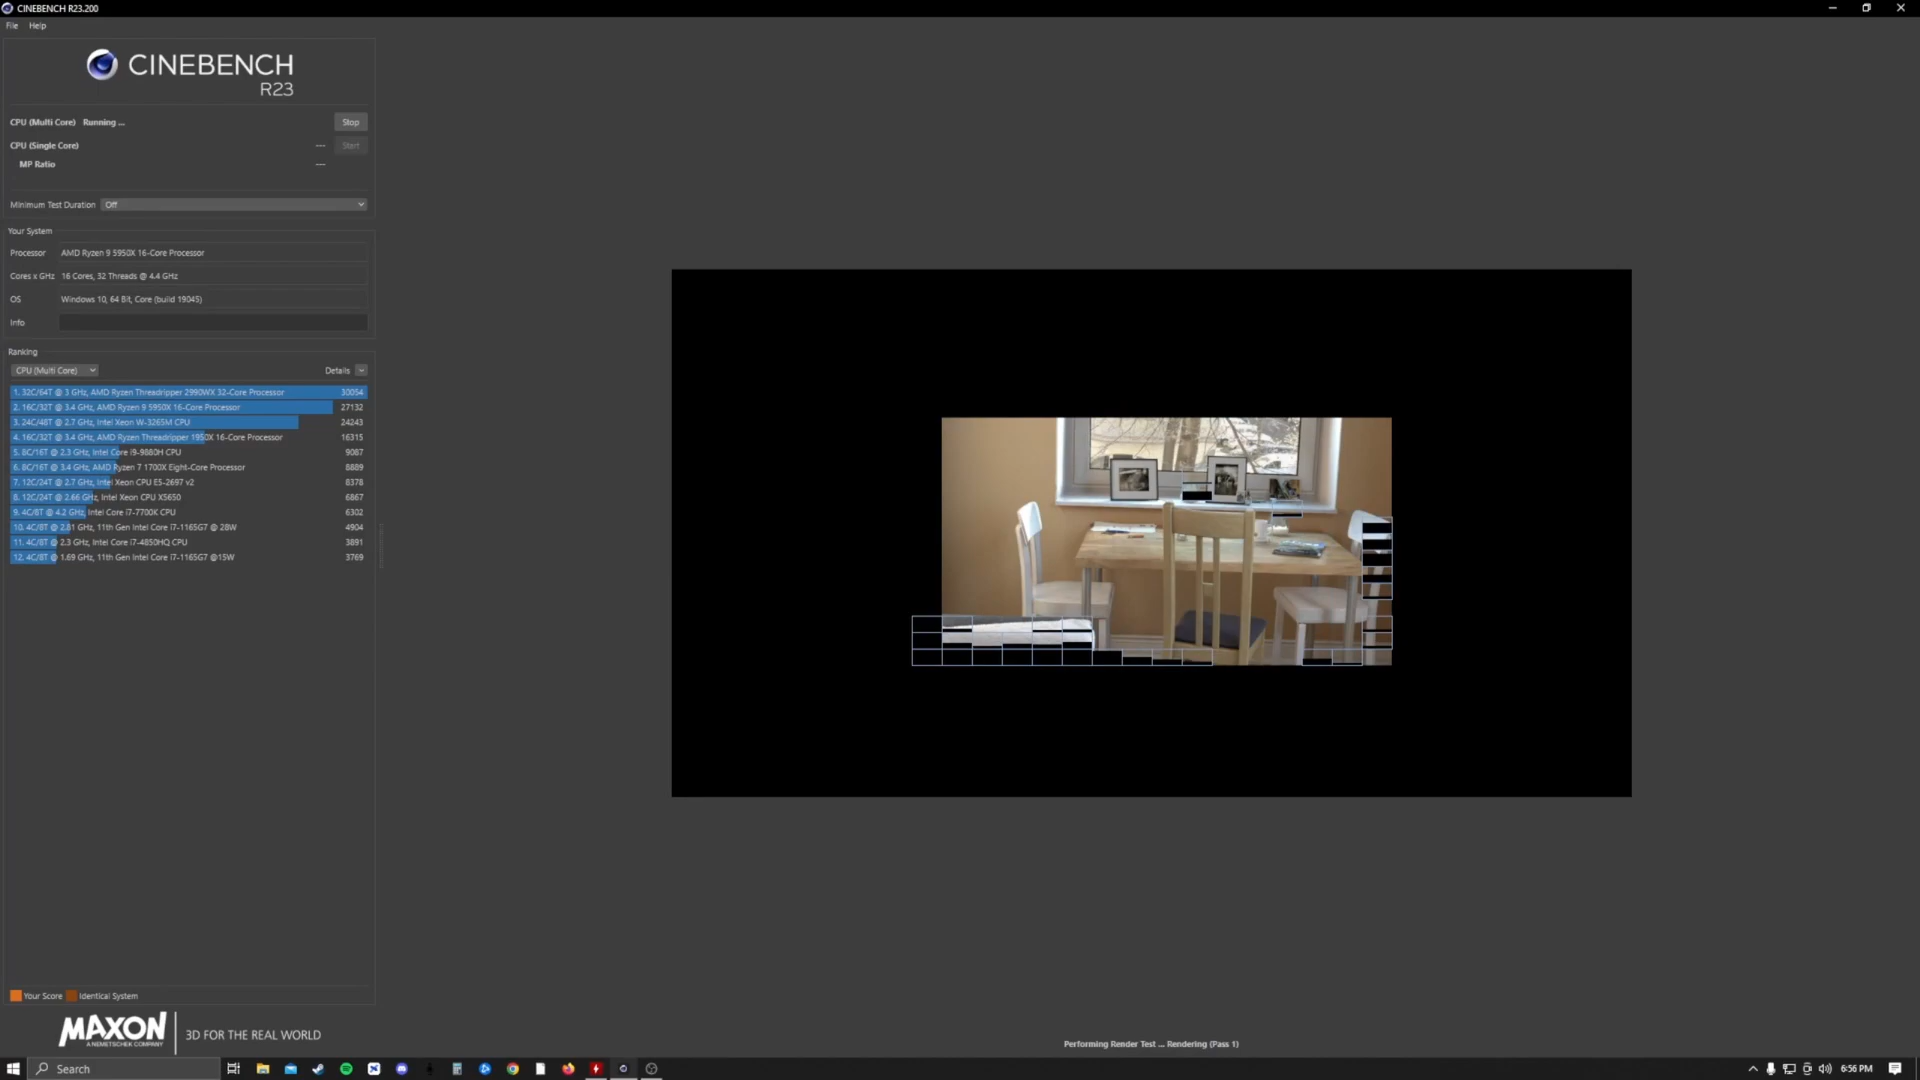 CINEBENCH R23.200
File Help
CINEBENCH
R23
CPU (Multi Core) Running ... Stop
CPU (Single Core) --- Start
MP Ratio ---
Minimum Test Duration Off
Your System
Processor AMD Ryzen 9 5950X 16-Core Processor
Cores x GHz 16 Cores, 32 Threads @ 4.4 GHz
OS Windows 10, 64 Bit, Core (build 19045)
Info
Ranking
CPU (Multi Core) Details
1. 32C/64T @ 3 GHz, AMD Ryzen Threadripper 2990WX 32-Core Processor 30054
2. 16C/32T @ 3.4 GHz, AMD Ryzen 9 5950X 16-Core Processor 27132
3. 24C/48T @ 2.7 GHz, Intel Xeon W-3265M CPU 24243
4. 16C/32T @ 3.4 GHz, AMD Ryzen Threadripper 1950X 16-Core Processor 16315
5. 8C/16T @ 2.3 GHz, Intel Core i9-9880H CPU 9087
6. 8C/16T @ 3.4 GHz, AMD Ryzen 7 1700X Eight-Core Processor 8889
7. 12C/24T @ 2.7 GHz, Intel Xeon CPU E5-2697 v2 8378
8. 12C/24T @ 2.66 GHz, Intel Xeon CPU X5650 6867
9. 4C/8T @ 4.2 GHz, Intel Core i7-7700K CPU 6302
10. 4C/8T @ 2.81 GHz, 11th Gen Intel Core i7-1165G7 @ 28W 4904
11. 4C/8T @ 2.3 GHz, Intel Core i7-4850HQ CPU 3891
12. 4C/8T @ 1.69 GHz, 11th Gen Intel Core i7-1165G7 @15W 3769
Your Score Identical System
MAXON
A NEMETSCHEK COMPANY
3D FOR THE REAL WORLD
Performing Render Test ... Rendering (Pass 1)
Search 6:56 PM